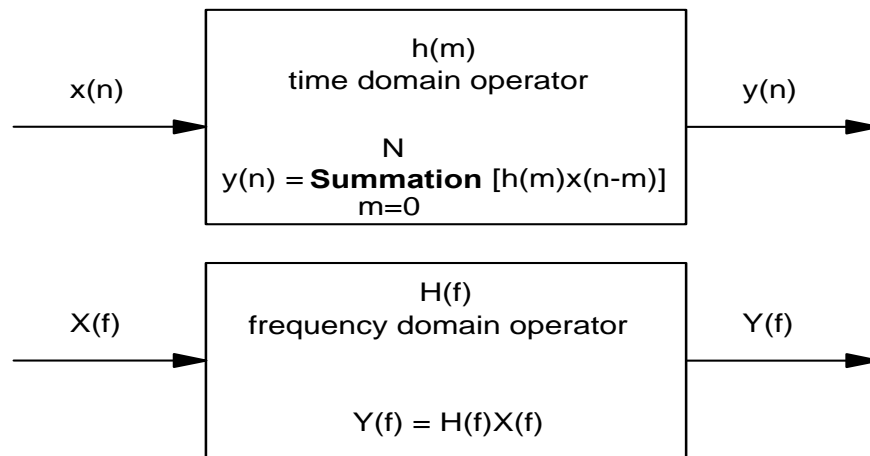 h(m)
time domain operator
x(n)
y(n)
N
y(n) = Summation [h(m)x(n-m)]
m=0
H(f)
frequency domain operator
X(f)
Y(f)
Y(f) = H(f)X(f)